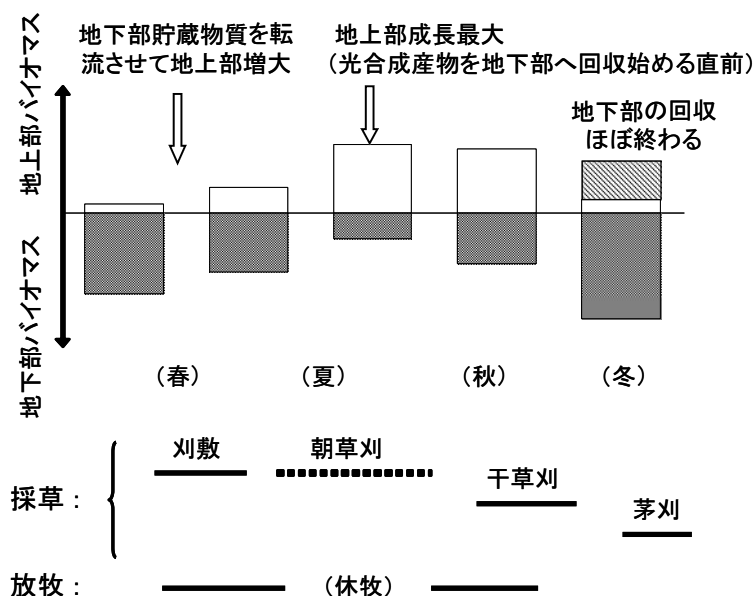 地下部貯蔵物質を転
流させて地上部増大
地上部成長最大
(光合成産物を地下部へ回収始める直前)
地下部の回収
ほぼ終わる
地上部バイオマス
地下部バイオマス
(春)
(夏)
(秋)
(冬)
採草:
刈敷
朝草刈
干草刈
茅刈
放牧:
(休牧)